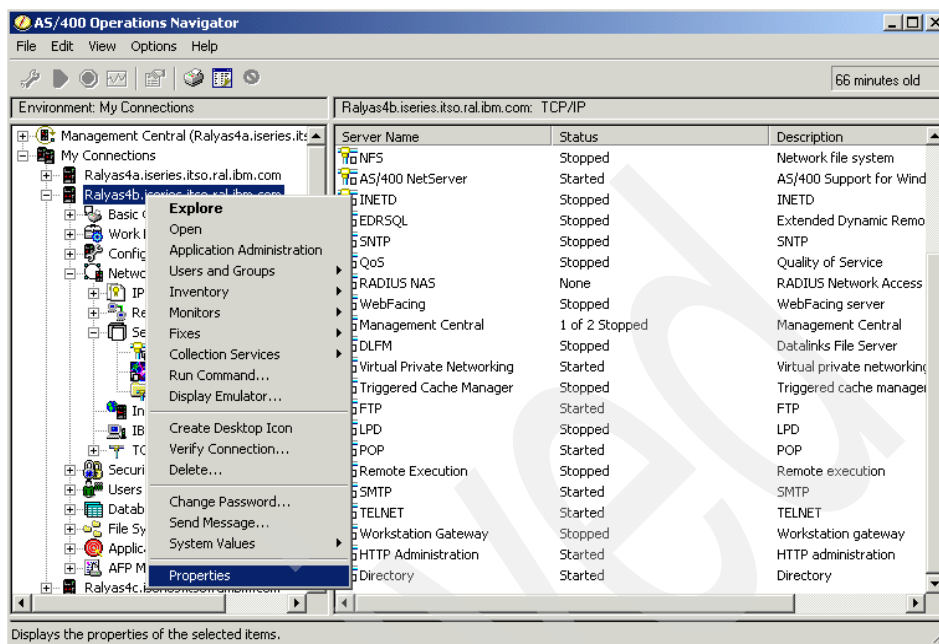 AS/400 Operations Navigator
File Edit View Options Help
66 minutes old
Environment: My Connections
Ralyas4b.iseries.itso.ral.ibm.com: TCP/IP
Management Central (Ralyas4a.iseries.its
My Connections
Ralyas4a.iseries.itso.ral.ibm.com
Ralyas4b.iseries.itso.ral.ibm.com
Basic
Work
Config
Netwo
IP
Re
Se
In
IB
TC
Securi
Users
Datab
File Sy
Applic
AFP M
Ralyas4c.iseries.itso.ral.ibm.com
Explore
Open
Application Administration
Users and Groups
Inventory
Monitors
Fixes
Collection Services
Run Command...
Display Emulator...
Create Desktop Icon
Verify Connection...
Delete...
Change Password...
Send Message...
System Values
Properties
Server Name Status Description
NFS Stopped Network file system
AS/400 NetServer Started AS/400 Support for Wind
INETD Stopped INETD
EDRSQL Stopped Extended Dynamic Remo
SNTP Stopped SNTP
QoS Stopped Quality of Service
RADIUS NAS None RADIUS Network Access
WebFacing Stopped WebFacing server
Management Central 1 of 2 Stopped Management Central
DLFM Stopped Datalinks File Server
Virtual Private Networking Started Virtual private networking
Triggered Cache Manager Stopped Triggered cache manager
FTP Started FTP
LPD Stopped LPD
POP Started POP
Remote Execution Stopped Remote execution
SMTP Started SMTP
TELNET Started TELNET
Workstation Gateway Stopped Workstation gateway
HTTP Administration Started HTTP administration
Directory Started Directory
Displays the properties of the selected items.